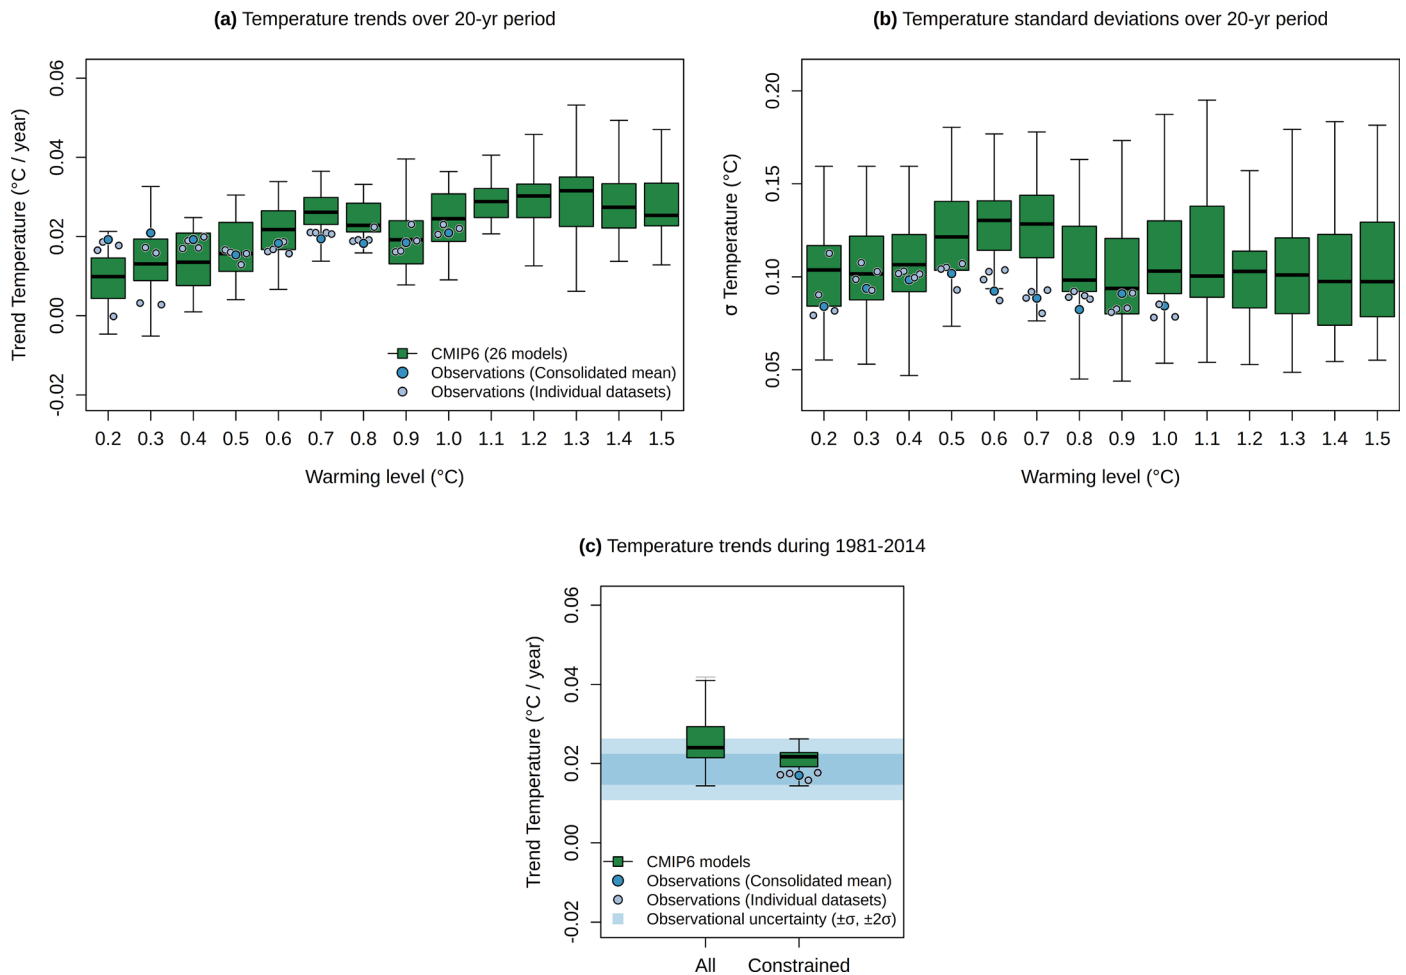 (a) Temperature trends over 20-yr period
Trend Temperature (°C / year)
0.06
0.04
0.02
0.00
-0.02
CMIP6 (26 models)
Observations (Consolidated mean)
Observations (Individual datasets)
0.2 0.3 0.4 0.5 0.6 0.7 0.8 0.9 1.0 1.1 1.2 1.3 1.4 1.5
Warming level (°C)
(b) Temperature standard deviations over 20-yr period
σ Temperature (°C)
0.20
0.15
0.10
0.05
0.2 0.3 0.4 0.5 0.6 0.7 0.8 0.9 1.0 1.1 1.2 1.3 1.4 1.5
Warming level (°C)
(c) Temperature trends during 1981-2014
Trend Temperature (°C / year)
0.06
0.04
0.02
0.00
-0.02
CMIP6 models
Observations (Consolidated mean)
Observations (Individual datasets)
Observational uncertainty (±σ, ±2σ)
All Constrained